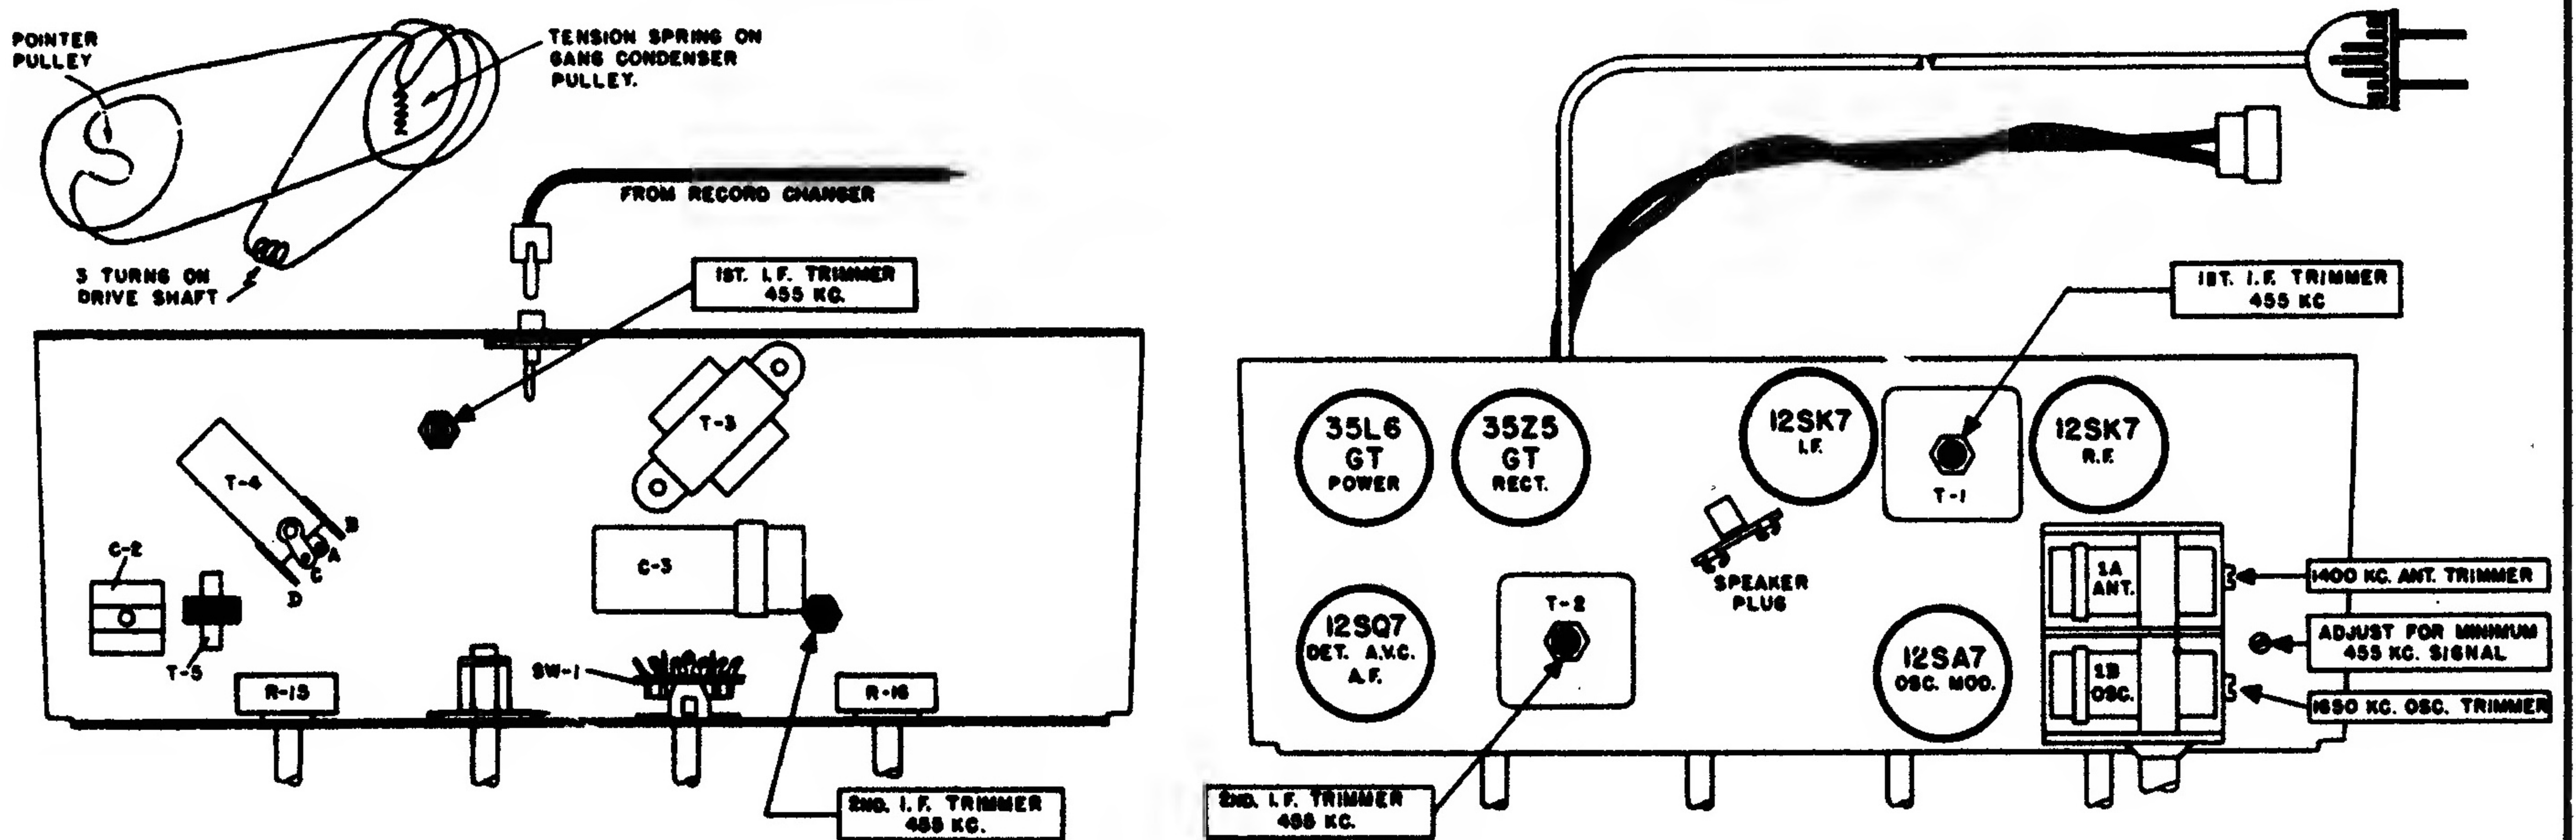 POINTER
PULLEY
TENSION SPRING ON
GANG CONDENSER
PULLEY.
3 TURNS ON
DRIVE SHAFT
FROM RECORD CHANGER
1ST. I.F. TRIMMER
455 KC.
T-3
T-4
B
A
C
D
C-2
T-5
C-3
R-15
SW-1
R-16
2ND. I.F. TRIMMER
455 KC.
1ST. I.F. TRIMMER
455 KC
35L6
GT
POWER
35Z5
GT
RECT.
12SK7
I.F.
T-1
12SK7
R.F.
SPEAKER
PLUG
12SQ7
DET. A.V.C.
A.F.
T-2
12SA7
OSC. MOD.
1A
ANT.
1B
OSC.
1400 KC. ANT. TRIMMER
ADJUST FOR MINIMUM
455 KC. SIGNAL
1650 KC. OSC. TRIMMER
2ND. I.F. TRIMMER
455 KC.